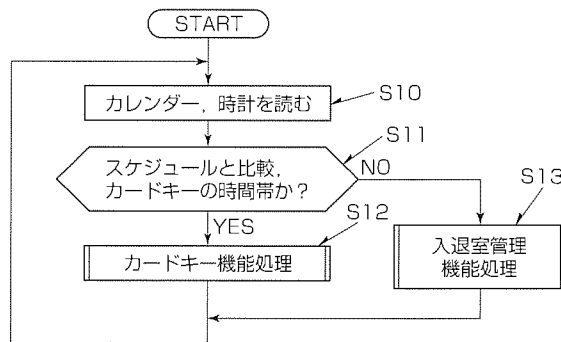 START
カレンダー，時計を読む
S10
スケジュールと比較，
カードキーの時間帯か？
S11
NO
YES
カードキー機能処理
S12
入退室管理
機能処理
S13